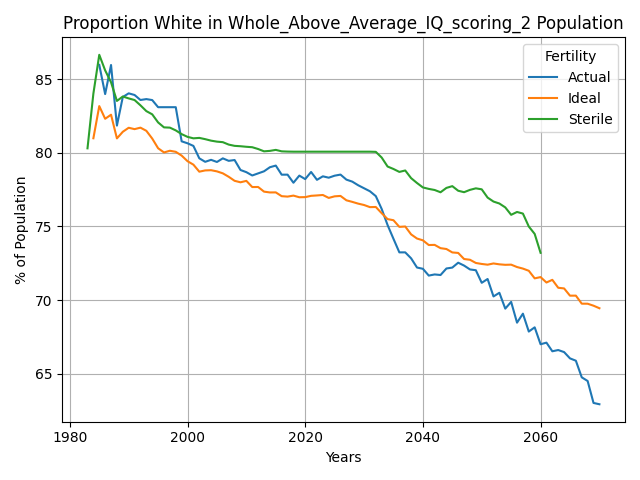 Proportion White in Whole_Above_Average_IQ_scoring_2 Population
Fertility
Actual
Ideal
Sterile
% of Population
85
80
75
70
65
1980
2000
2020
2040
2060
Years